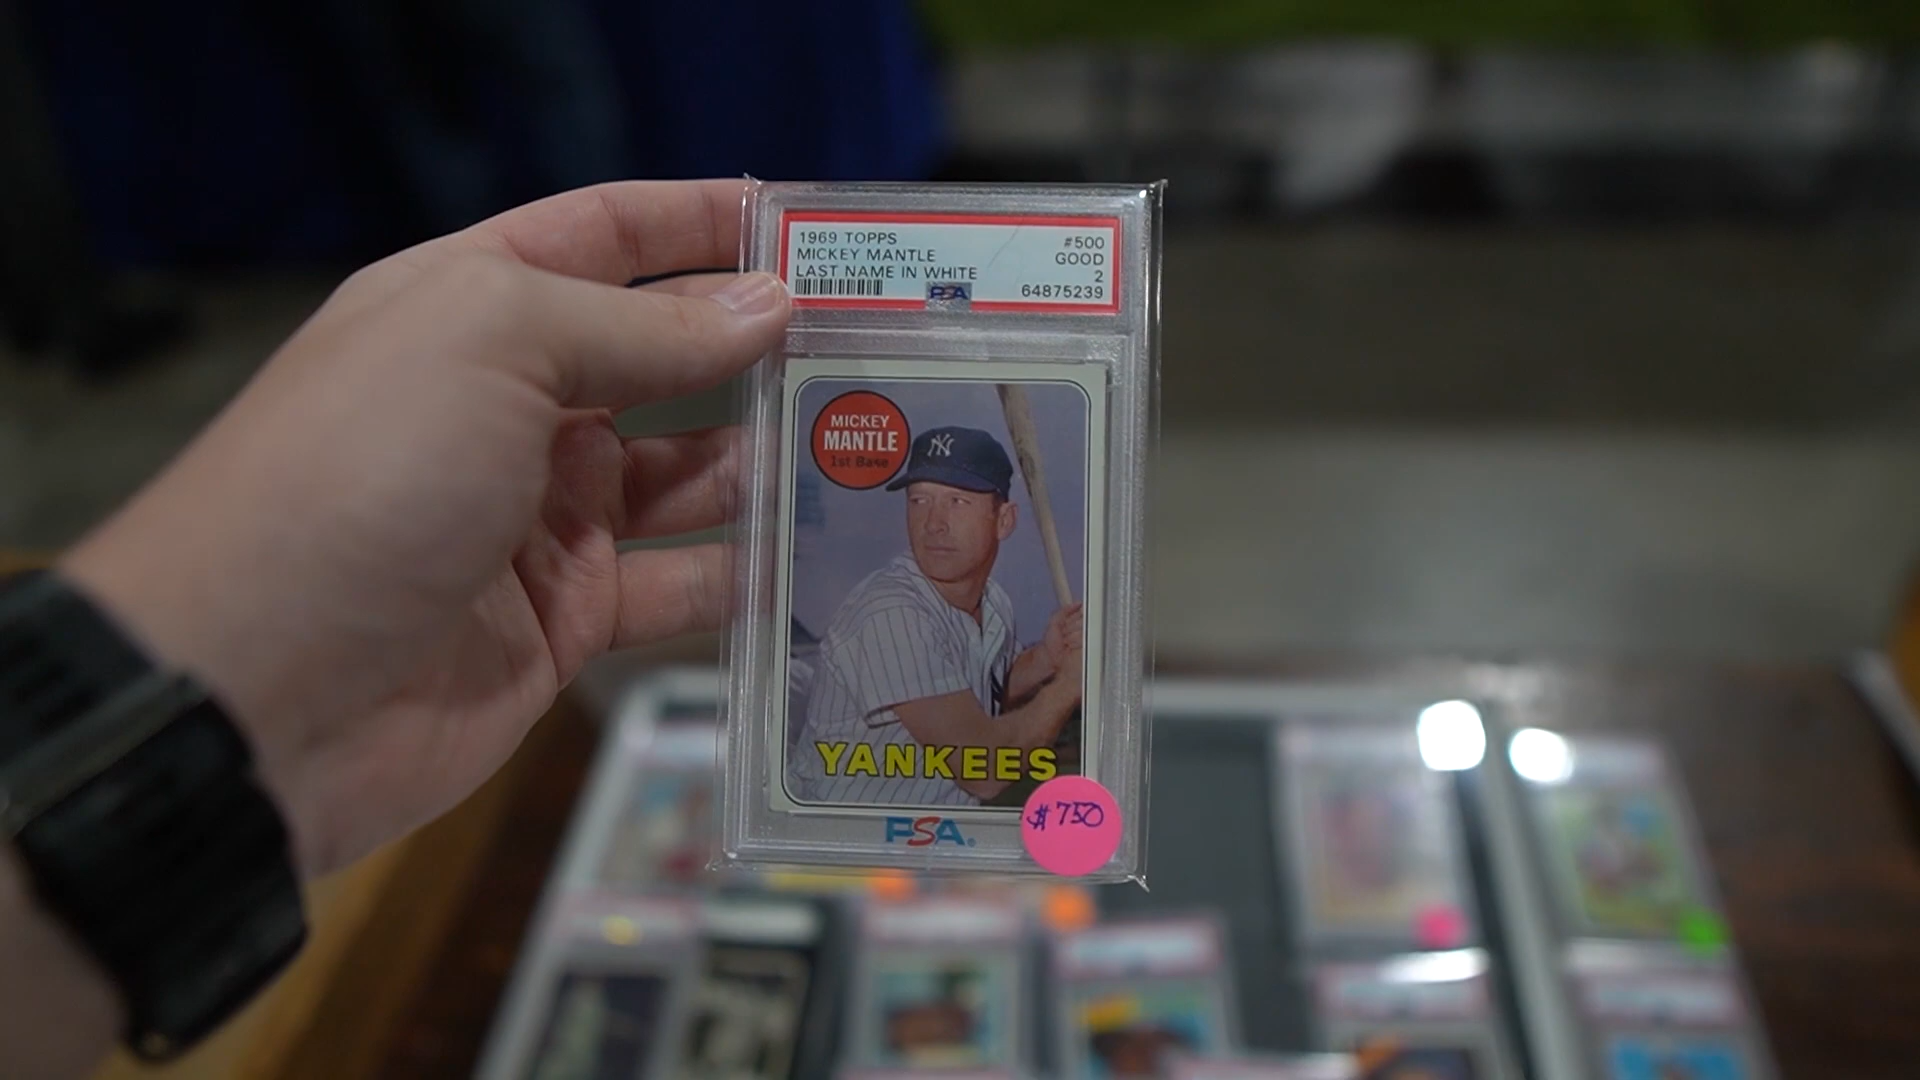 1969 TOPPS #500
MICKEY MANTLE GOOD
LAST NAME IN WHITE 2
PSA 64875239
NY
MICKEY
MANTLE
1st Base
YANKEES
PSA
$750